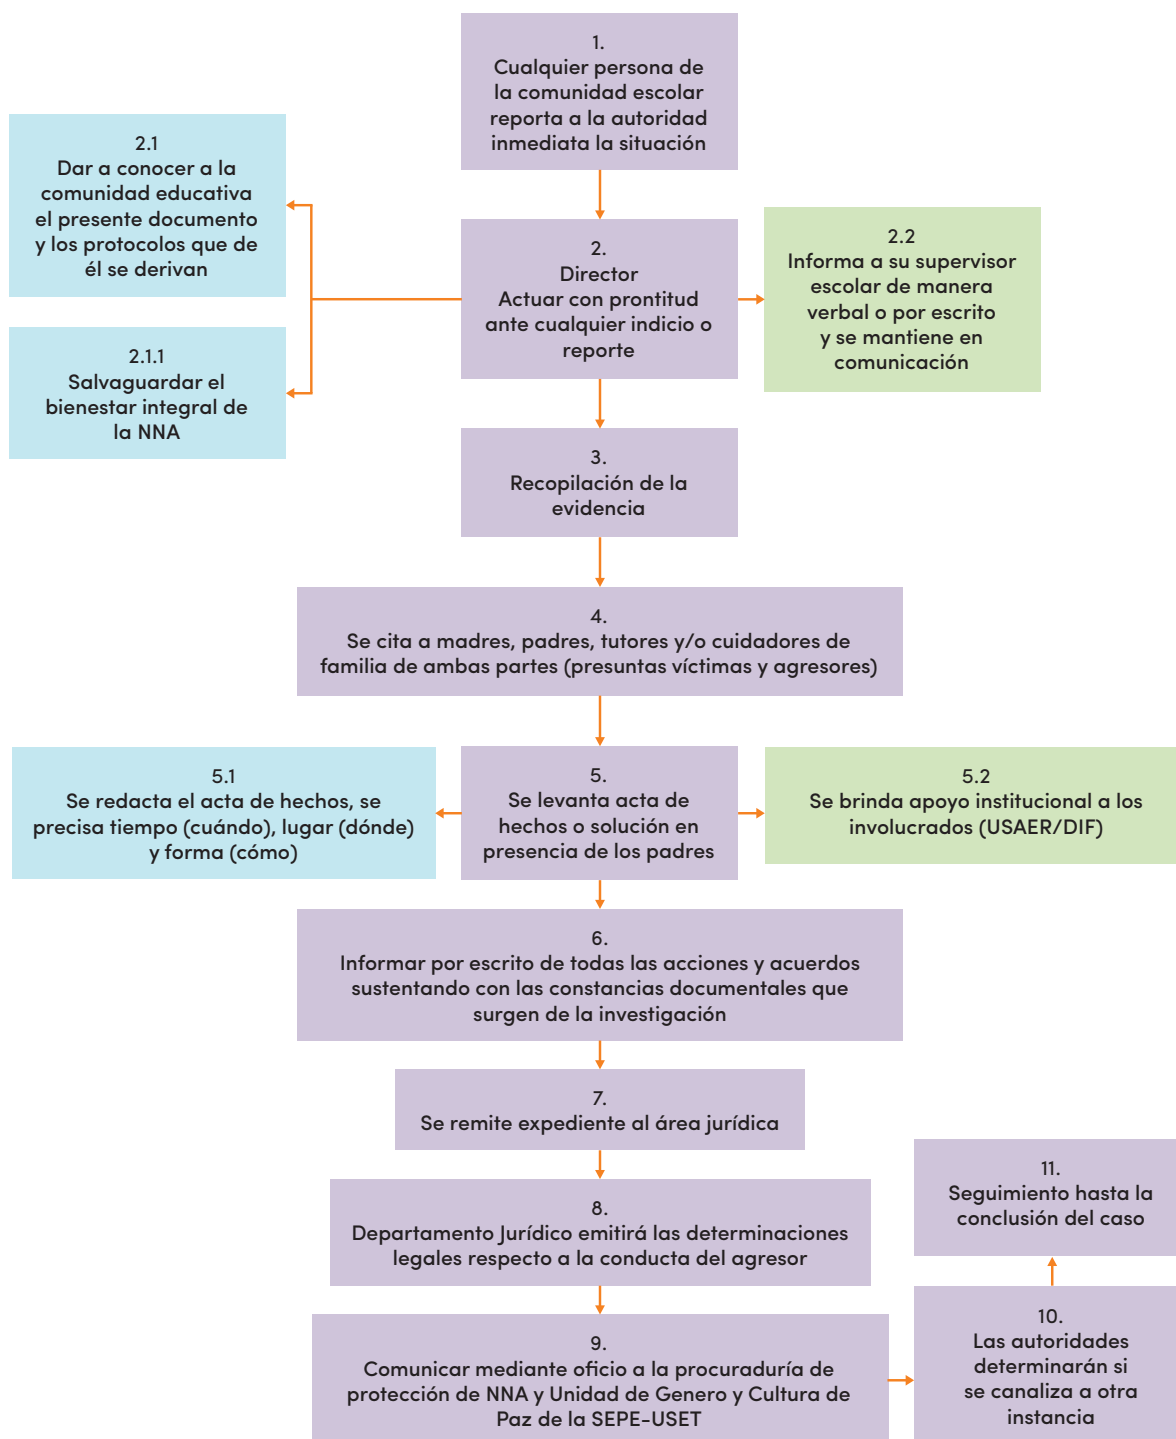 1.
Cualquier persona de
la comunidad escolar
reporta a la autoridad
inmediata la situación
2.1
Dar a conocer a la
comunidad educativa
el presente documento
y los protocolos que de
él se derivan
2.
Director
Actuar con prontitud
ante cualquier indicio o
reporte
2.2
Informa a su supervisor
escolar de manera
verbal o por escrito
y se mantiene en
comunicación
2.1.1
Salvaguardar el
bienestar integral de
la NNA
3.
Recopilación de la
evidencia
4.
Se cita a madres, padres, tutores y/o cuidadores de
familia de ambas partes (presuntas víctimas y agresores)
5.1
Se redacta el acta de hechos, se
precisa tiempo (cuándo), lugar (dónde)
y forma (cómo)
5.
Se levanta acta de
hechos o solución en
presencia de los padres
5.2
Se brinda apoyo institucional a los
involucrados (USAER/DIF)
6.
Informar por escrito de todas las acciones y acuerdos
sustentando con las constancias documentales que
surgen de la investigación
7.
Se remite expediente al área jurídica
8.
Departamento Jurídico emitirá las determinaciones
legales respecto a la conducta del agresor
9.
Comunicar mediante oficio a la procuraduría de
protección de NNA y Unidad de Genero y Cultura de
Paz de la SEPE-USET
10.
Las autoridades
determinarán si
se canaliza a otra
instancia
11.
Seguimiento hasta la
conclusión del caso